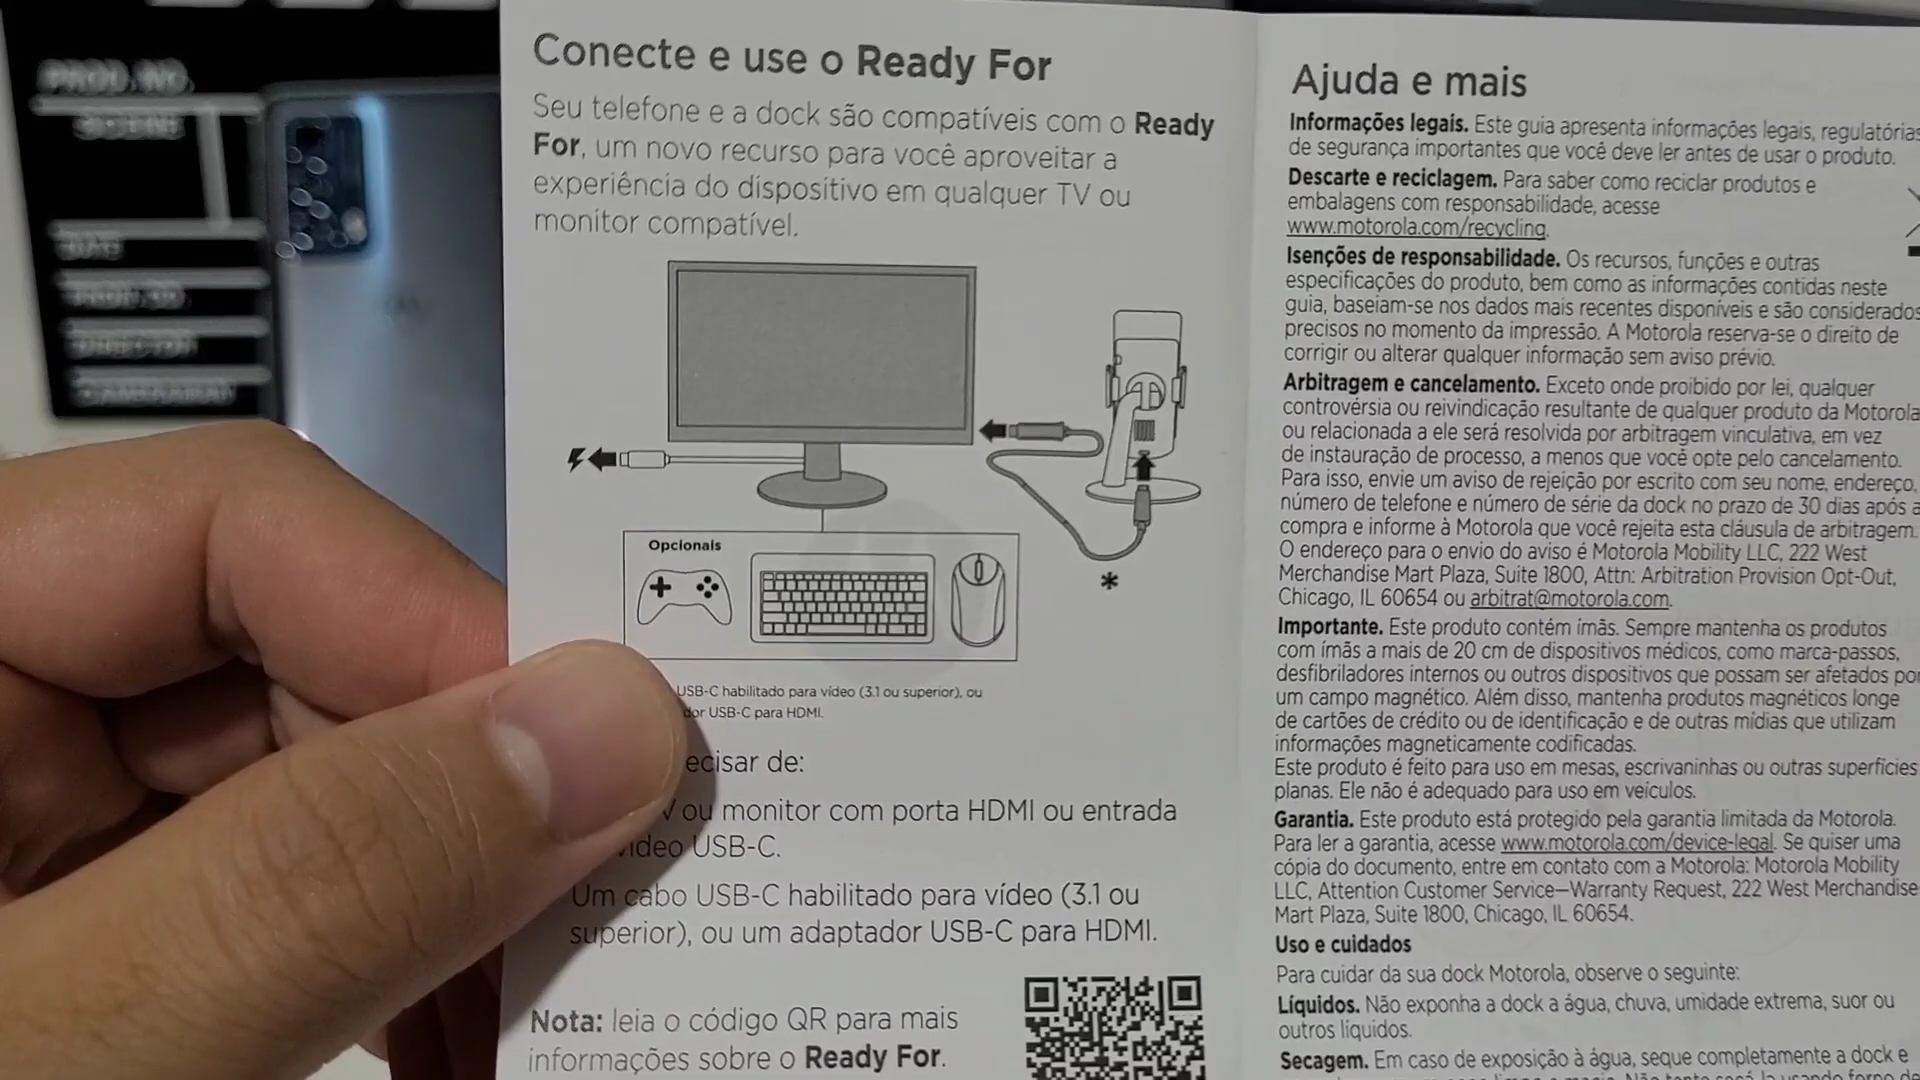 Conecte e use o Ready For
Seu telefone e a dock são compatíveis com o Ready
For, um novo recurso para você aproveitar a
experiência do dispositivo em qualquer TV ou
monitor compatível.
Opcionais
*
USB-C habilitado para vídeo (3.1 ou superior), ou
USB-C para HDMI.
de:
ou monitor com porta HDMI ou entrada
USB-C.
Um cabo USB-C habilitado para vídeo (3.1 ou
superior), ou um adaptador USB-C para HDMI.
Nota: leia o código QR para mais
informações sobre o Ready For.
Ajuda e mais
Informações legais. Este guia apresenta informações legais, regulatórias
de segurança importantes que você deve ler antes de usar o produto.
Descarte e reciclagem. Para saber como reciclar produtos e
embalagens com responsabilidade, acesse
www.motorola.com/recycling.
Isenções de responsabilidade. Os recursos, funções e outras
especificações do produto, bem como as informações contidas neste
guia, baseiam-se nos dados mais recentes disponíveis e são considerados
precisos no momento da impressão. A Motorola reserva-se o direito de
corrigir ou alterar qualquer informação sem aviso prévio.
Arbitragem e cancelamento. Exceto onde proibido por lei, qualquer
controvérsia ou reivindicação resultante de qualquer produto da Motorola
ou relacionada a ele será resolvida por arbitragem vinculativa, em vez
de instauração de processo, a menos que você opte pelo cancelamento.
Para isso, envie um aviso de rejeição por escrito com seu nome, endereço,
número de telefone e número de série da dock no prazo de 30 dias após a
compra e informe à Motorola que você rejeita esta cláusula de arbitragem.
O endereço para o envio do aviso é Motorola Mobility LLC, 222 West
Merchandise Mart Plaza, Suite 1800, Attn: Arbitration Provision Opt-Out,
Chicago, IL 60654 ou arbitrat@motorola.com.
Importante. Este produto contém ímãs. Sempre mantenha os produtos
com ímãs a mais de 20 cm de dispositivos médicos, como marca-passos,
desfibriladores internos ou outros dispositivos que possam ser afetados por
um campo magnético. Além disso, mantenha produtos magnéticos longe
de cartões de crédito ou de identificação e de outras mídias que utilizam
informações magneticamente codificadas.
Este produto é feito para uso em mesas, escrivaninhas ou outras superfícies
planas. Ele não é adequado para uso em veículos.
Garantia. Este produto está protegido pela garantia limitada da Motorola.
Para ler a garantia, acesse www.motorola.com/device-legal. Se quiser uma
cópia do documento, entre em contato com a Motorola: Motorola Mobility
LLC, Attention Customer Service—Warranty Request, 222 West Merchandise
Mart Plaza, Suite 1800, Chicago, IL 60654.
Uso e cuidados
Para cuidar da sua dock Motorola, observe o seguinte:
Líquidos. Não exponha a dock a água, chuva, umidade extrema, suor ou
outros líquidos.
Secagem. Em caso de exposição à água, seque completamente a dock e
PROD. NO.
SCENE
DIRECTOR
CAMERAMAN